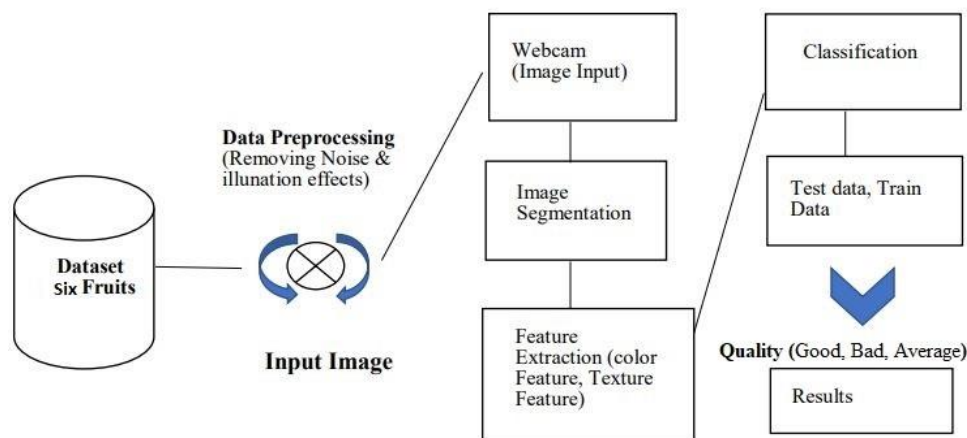 Dataset
Six Fruits
Data Preprocessing
(Removing Noise &
illunation effects)
Input Image
Webcam
(Image Input)
Image
Segmentation
Feature
Extraction (color
Feature, Texture
Feature)
Classification
Test data, Train
Data
Quality (Good, Bad, Average)
Results